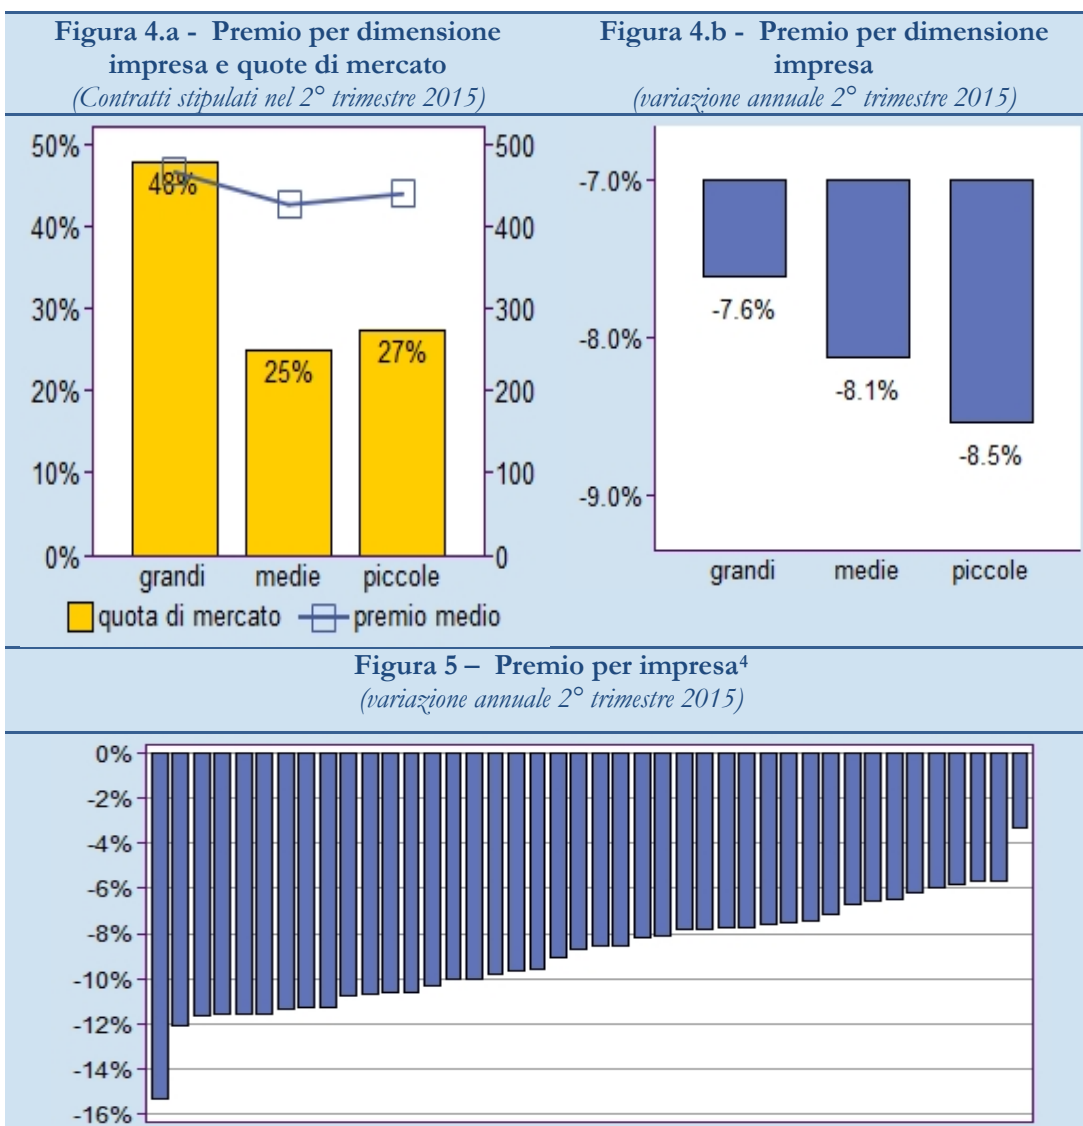 Figura 4.a - Premio per dimensione
impresa e quote di mercato
(Contratti stipulati nel 2° trimestre 2015)
50%
40%
30%
20%
10%
0%
500
400
300
200
100
0
48%
25%
27%
grandi medie piccole
quota di mercato premio medio
Figura 4.b - Premio per dimensione
impresa
(variazione annuale 2° trimestre 2015)
-7.0%
-8.0%
-9.0%
-7.6%
-8.1%
-8.5%
grandi medie piccole
Figura 5 – Premio per impresa⁴
(variazione annuale 2° trimestre 2015)
0%
-2%
-4%
-6%
-8%
-10%
-12%
-14%
-16%